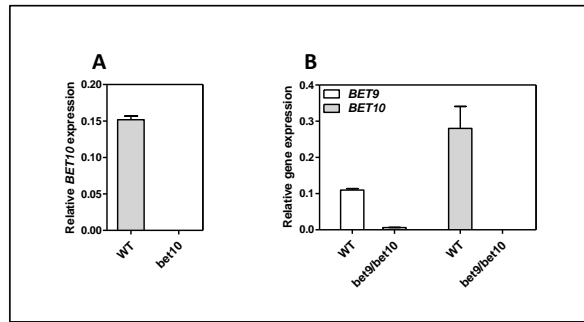 A
Relative BET10 expression
0.20
0.15
0.10
0.05
0.00
WT
bet10
B
BET9
BET10
Relative gene expression
0.4
0.3
0.2
0.1
0.0
WT
bet9/bet10
WT
bet9/bet10